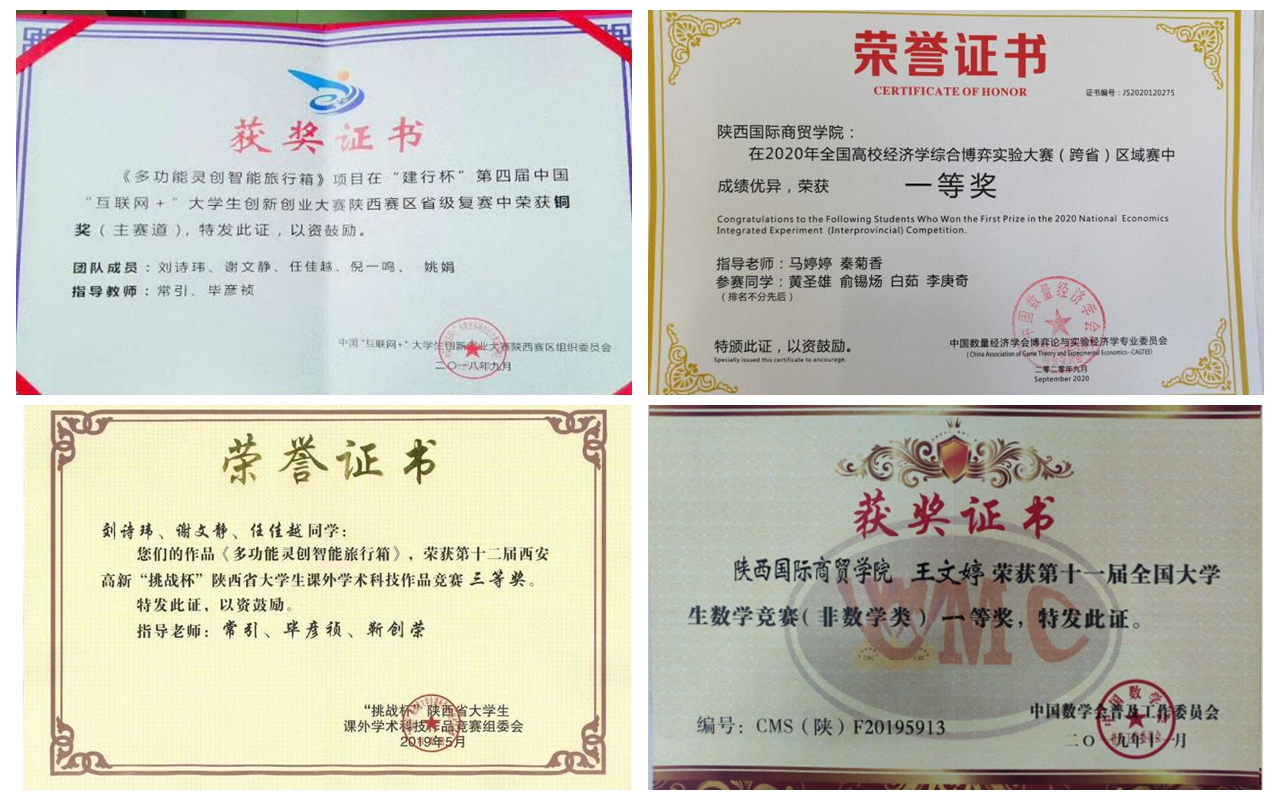 获奖证书
《多功能灵创智能旅行箱》项目在“建行杯”第四届中国
“互联网+”大学生创新创业大赛陕西赛区省级复赛中荣获铜
奖（主赛道），特发此证，以资鼓励。
团队成员：刘诗玮、谢文静、任佳越、倪一鸣、 姚娟
指导教师：常引、毕彦祯
中国“互联网+”大学生创新创业大赛陕西赛区组织委员会
二〇一八年九月
荣誉证书
CERTIFICATE OF HONOR
证书编号：JS2020120275
陕西国际商贸学院：
在2020年全国高校经济学综合博弈实验大赛（跨省）区域赛中
成绩优异，荣获 一等奖
Congratulations to the Following Students Who Won the First Prize in the 2020 National Economics
Integrated Experiment (Interprovincial) Competition.
指导老师：马婷婷 秦菊香
参赛同学：黄圣雄 俞锡炀 白茹 李庚奇
（排名不分先后）
特颁此证，以资鼓励。
Specially issued this certificate to encourage.
中国数量经济学会博弈论与实验经济学专业委员会
（China Association of Game Theory and Experimental Economics--CAGTEE）
二零二零年九月
September 2020
中国数量经济学会
荣誉证书
刘诗玮、谢文静、任佳越同学：
您们的作品《多功能灵创智能旅行箱》，荣获第十二届西安
高新“挑战杯”陕西省大学生课外学术科技作品竞赛三等奖。
特发此证，以资鼓励。
指导老师：常引、毕彦祯、靳创荣
“挑战杯”陕西省大学生
课外学术科技作品竞赛组委会
2019年5月
获奖证书
陕西国际商贸学院 王文婷荣获第十一届全国大学
生数学竞赛（非数学类）一等奖，特发此证。
CMC
编号：CMS（陕）F20195913
中国数学会普及工作委员会
二〇一九年十一月